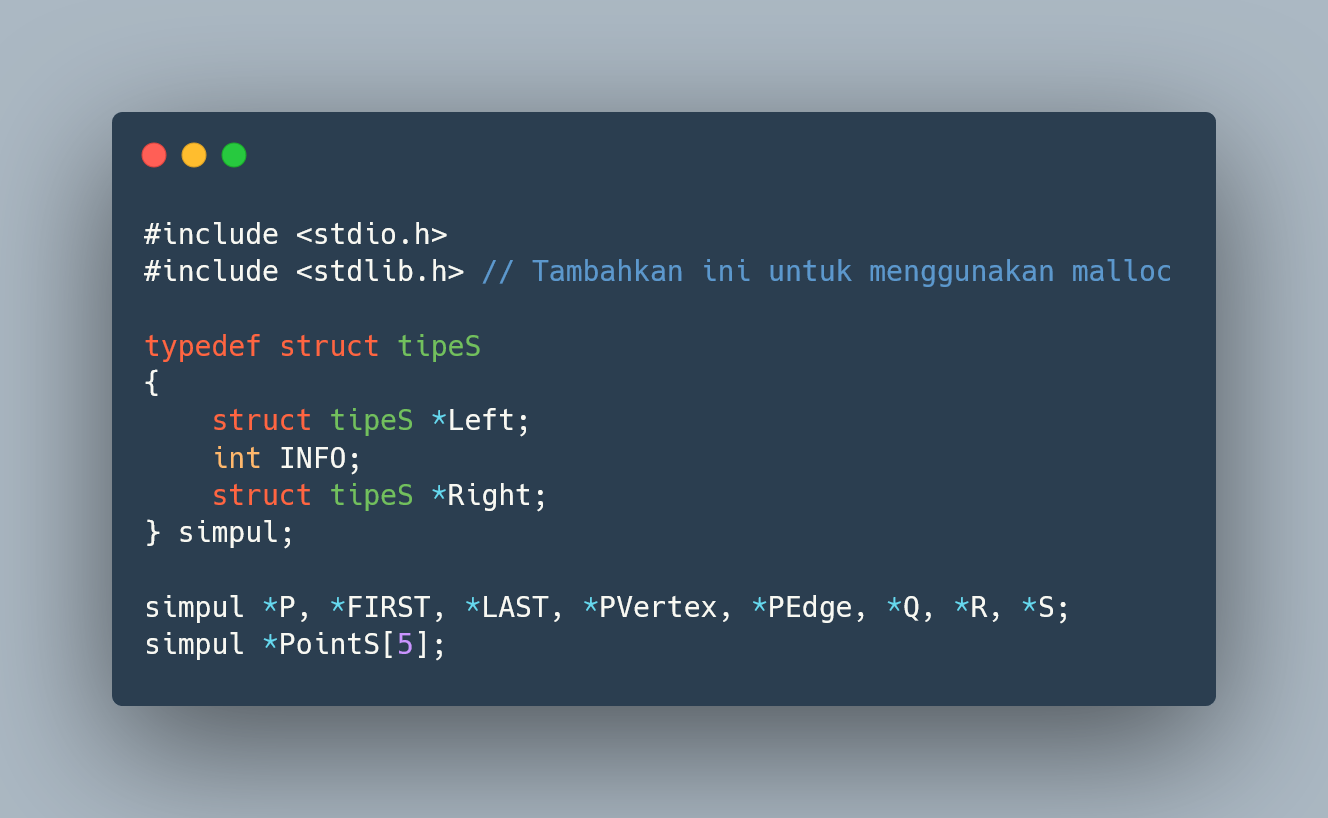 #include <stdio.h>
#include <stdlib.h> // Tambahkan ini untuk menggunakan malloc
typedef struct tipeS
{
    struct tipeS *Left;
    int INFO;
    struct tipeS *Right;
} simpul;
simpul *P, *FIRST, *LAST, *PVertex, *PEdge, *Q, *R, *S;
simpul *PointS[5];